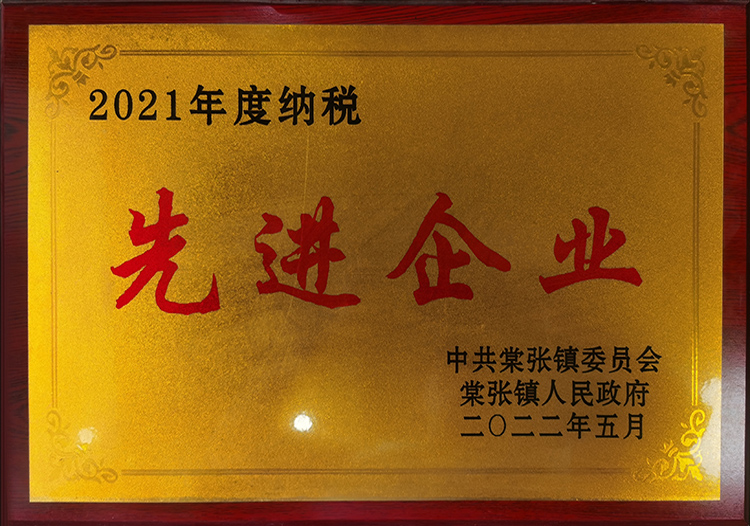 2021年度纳税
先进企业
中共棠张镇委员会
棠张镇人民政府
二〇二二年五月